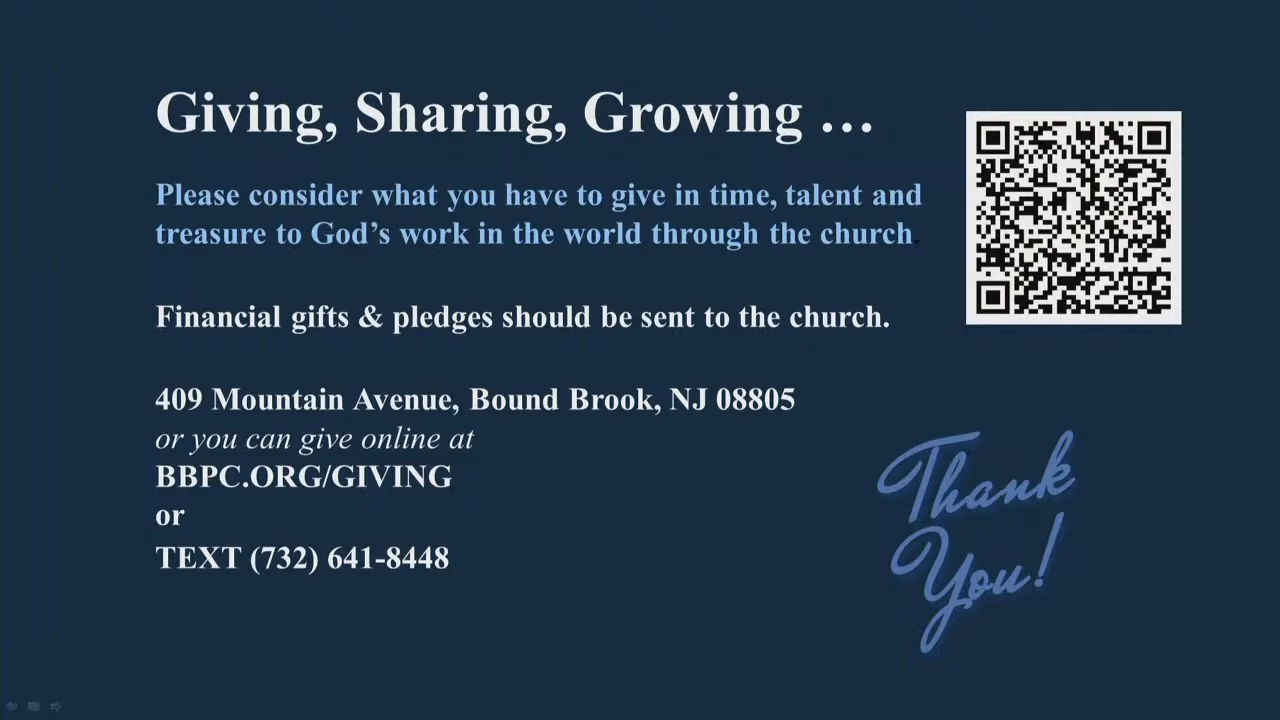 Giving, Sharing, Growing …
Please consider what you have to give in time, talent and
treasure to God’s work in the world through the church.
Financial gifts & pledges should be sent to the church.
409 Mountain Avenue, Bound Brook, NJ 08805
or you can give online at
BBPC.ORG/GIVING
or
TEXT (732) 641-8448
Thank
You!